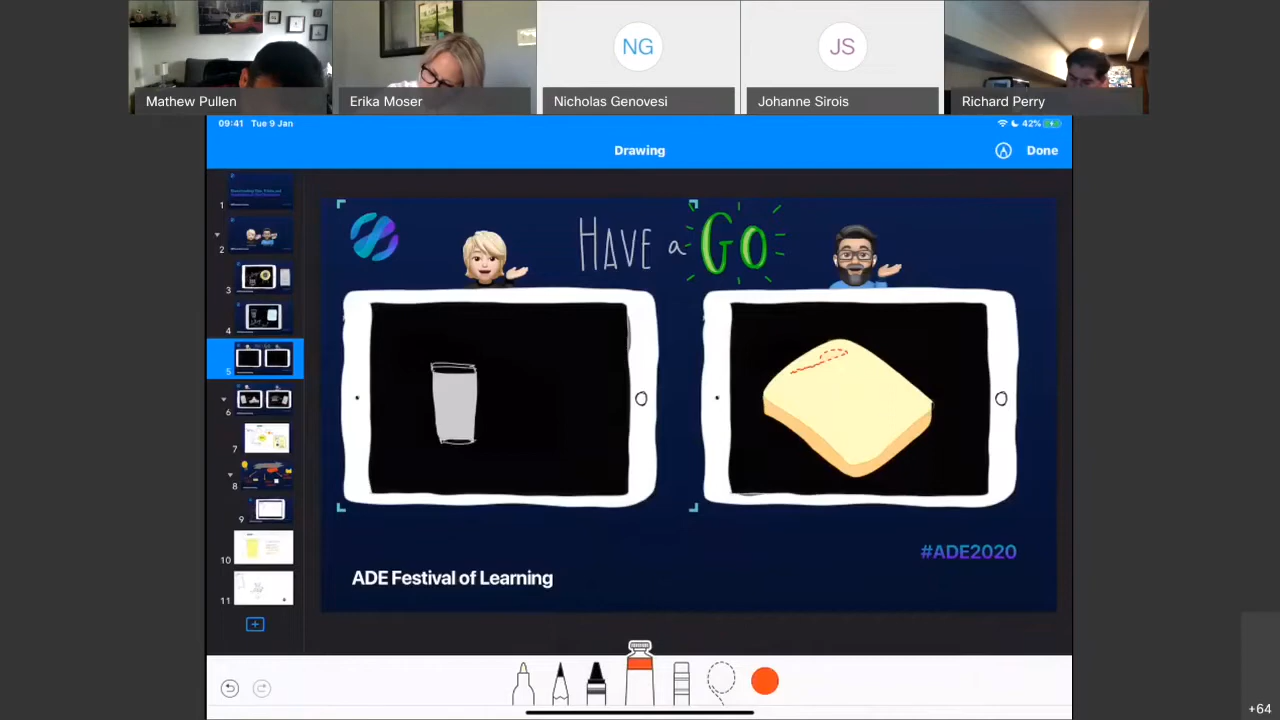 NG
JS
Mathew Pullen
Erika Moser
Nicholas Genovesi
Johanne Sirois
Richard Perry
09:41 Tue 9 Jan
42%
Drawing
Done
1
2
3
4
5
6
7
8
9
10
11
HAVE a GO
#ADE2020
ADE Festival of Learning
+64